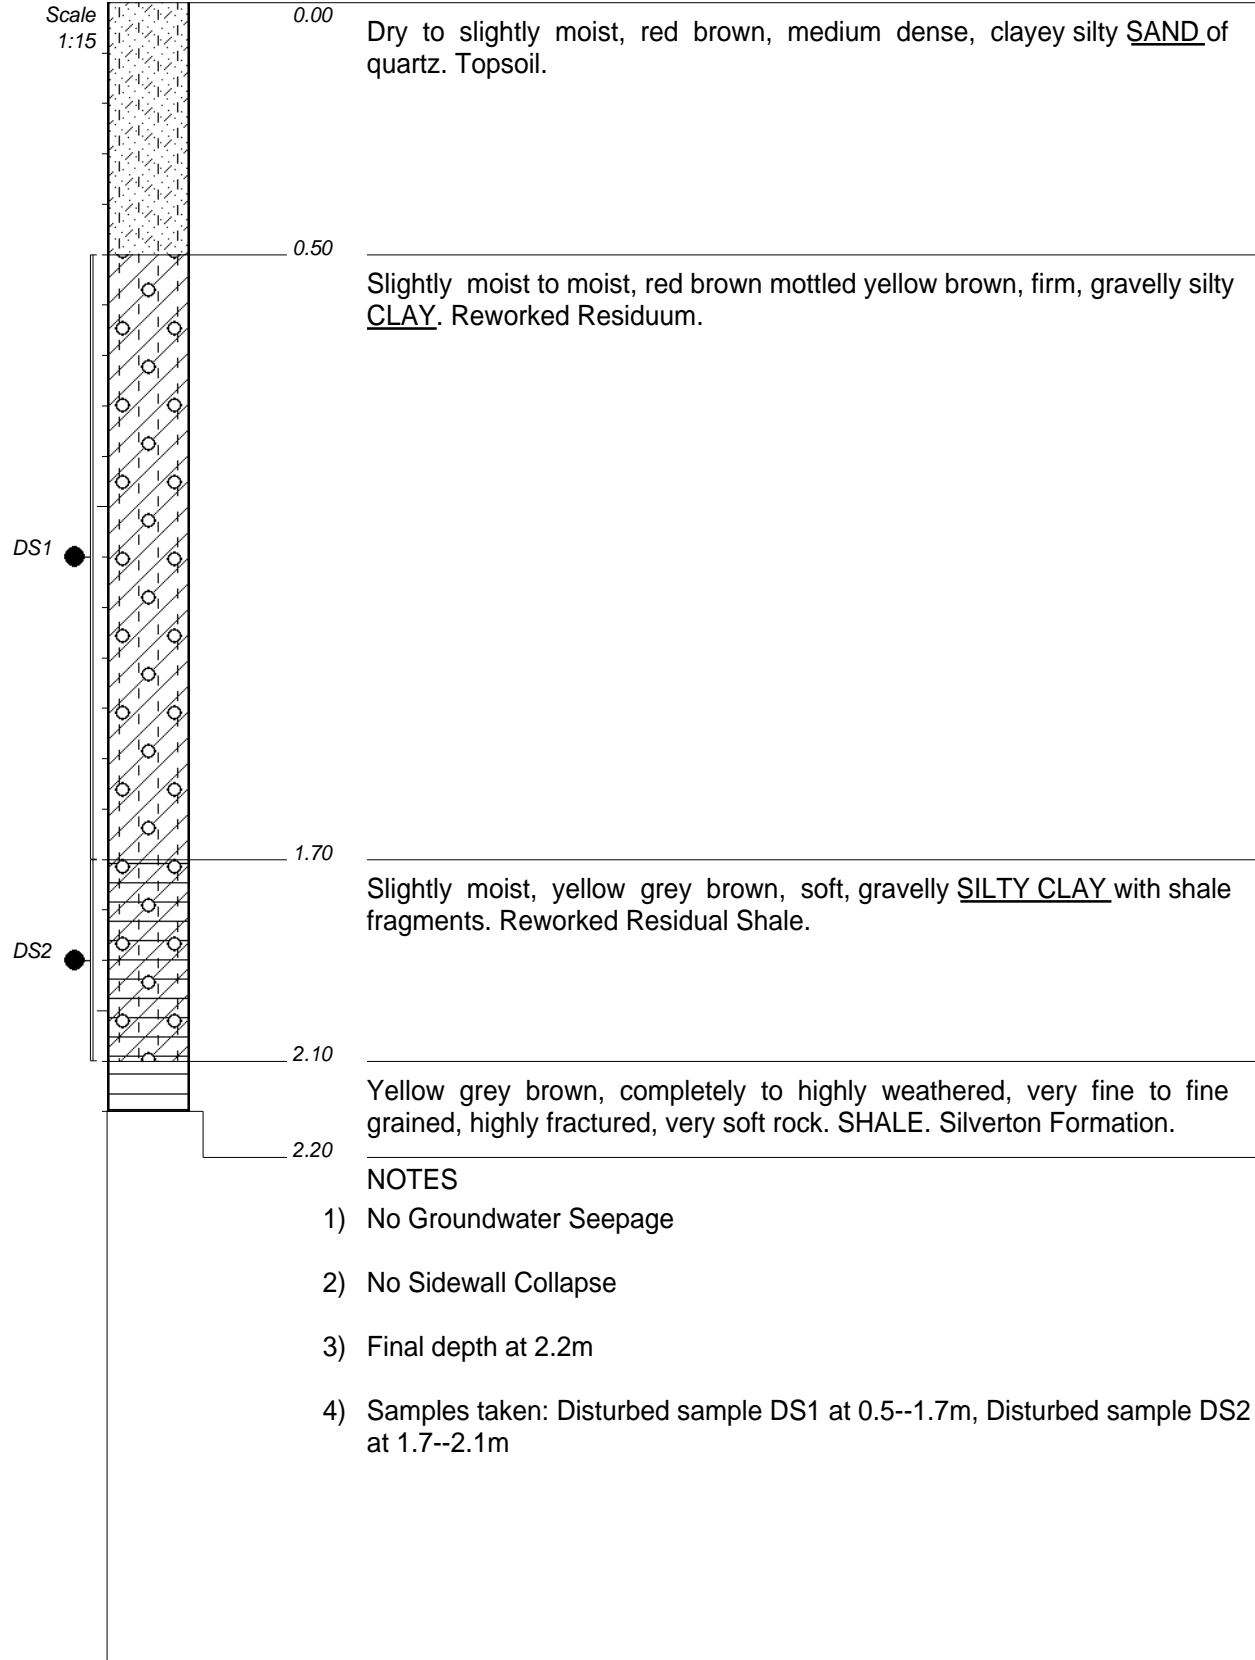 Scale
1:15
0.00
Dry to slightly moist, red brown, medium dense, clayey silty SAND of
quartz. Topsoil.
0.50
Slightly moist to moist, red brown mottled yellow brown, firm, gravelly silty
CLAY. Reworked Residuum.
DS1
1.70
Slightly moist, yellow grey brown, soft, gravelly SILTY CLAY with shale
fragments. Reworked Residual Shale.
DS2
2.10
Yellow grey brown, completely to highly weathered, very fine to fine
grained, highly fractured, very soft rock. SHALE. Silverton Formation.
2.20
NOTES
1) No Groundwater Seepage
2) No Sidewall Collapse
3) Final depth at 2.2m
4) Samples taken: Disturbed sample DS1 at 0.5--1.7m, Disturbed sample DS2
at 1.7--2.1m